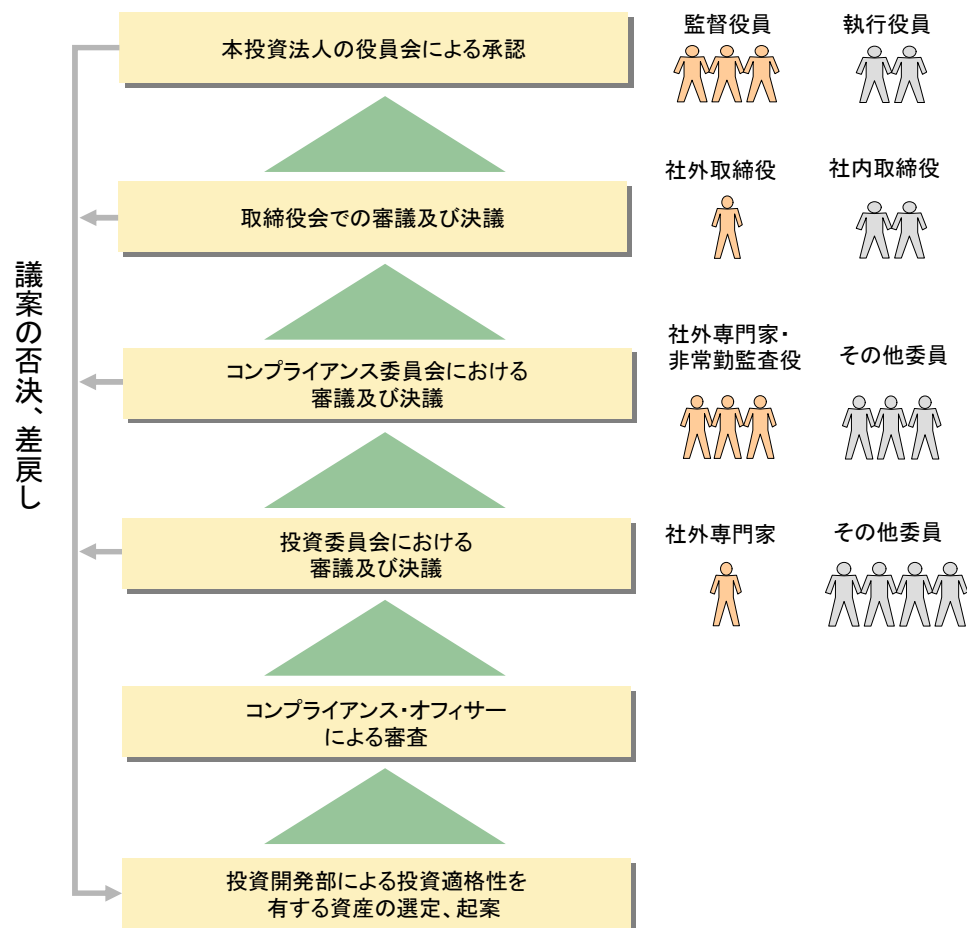 本投資法人の役員会による承認
監督役員
執行役員
取締役会での審議及び決議
社外取締役
社内取締役
コンプライアンス委員会における
審議及び決議
社外専門家・
非常勤監査役
その他委員
投資委員会における
審議及び決議
社外専門家
その他委員
コンプライアンス・オフィサー
による審査
投資開発部による投資適格性を
有する資産の選定、起案
議案の否決、差戻し